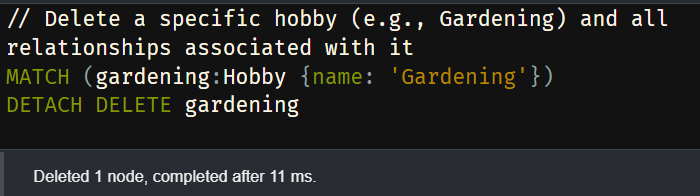 // Delete a specific hobby (e.g., Gardening) and all
relationships associated with it
MATCH (gardening:Hobby {name: 'Gardening'})
DETACH DELETE gardening
Deleted 1 node, completed after 11 ms.